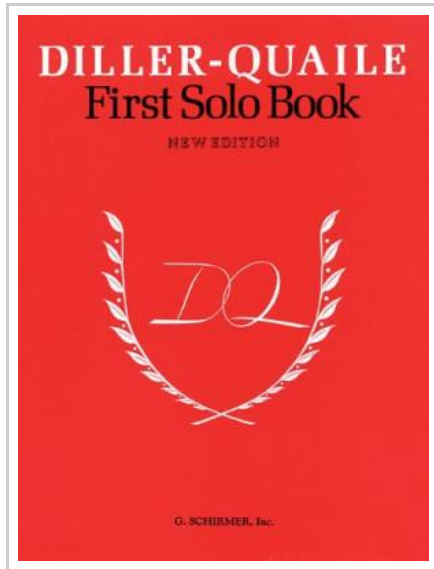 DILLER-QUAILE
First Solo Book
NEW EDITION
DQ
G. SCHIRMER, Inc.